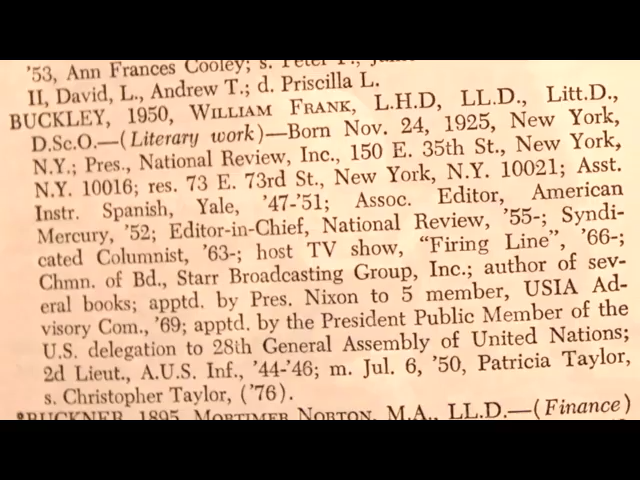 '53, Ann Frances Cooley; s. Peter
II, David, L., Andrew T.; d. Priscilla L.
BUCKLEY, 1950, WILLIAM FRANK, L.H.D, LL.D., Litt.D.,
D.Sc.O.—(Literary work)—Born Nov. 24, 1925, New York,
N.Y.; Pres., National Review, Inc., 150 E. 35th St., New York,
N.Y. 10016; res. 73 E. 73rd St., New York, N.Y. 10021; Asst.
Instr. Spanish, Yale, '47-'51; Assoc. Editor, American
Mercury, '52; Editor-in-Chief, National Review, '55-; Syndi-
cated Columnist, '63-; host TV show, "Firing Line", '66-;
Chmn. of Bd., Starr Broadcasting Group, Inc.; author of sev-
eral books; apptd. by Pres. Nixon to 5 member, USIA Ad-
visory Com., '69; apptd. by the President Public Member of the
U.S. delegation to 28th General Assembly of United Nations;
2d Lieut., A.U.S. Inf., '44-'46; m. Jul. 6, '50, Patricia Taylor,
s. Christopher Taylor, ('76).
*BUCKNER, 1895, MORTIMER NORTON, M.A., LL.D.—(Finance)